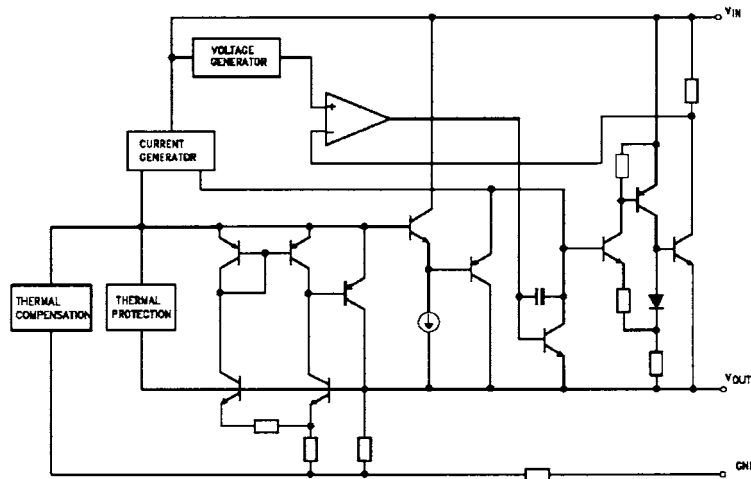 VIN
VOLTAGE
GENERATOR
+
−
CURRENT
GENERATOR
THERMAL
COMPENSATION
THERMAL
PROTECTION
VOUT
GND